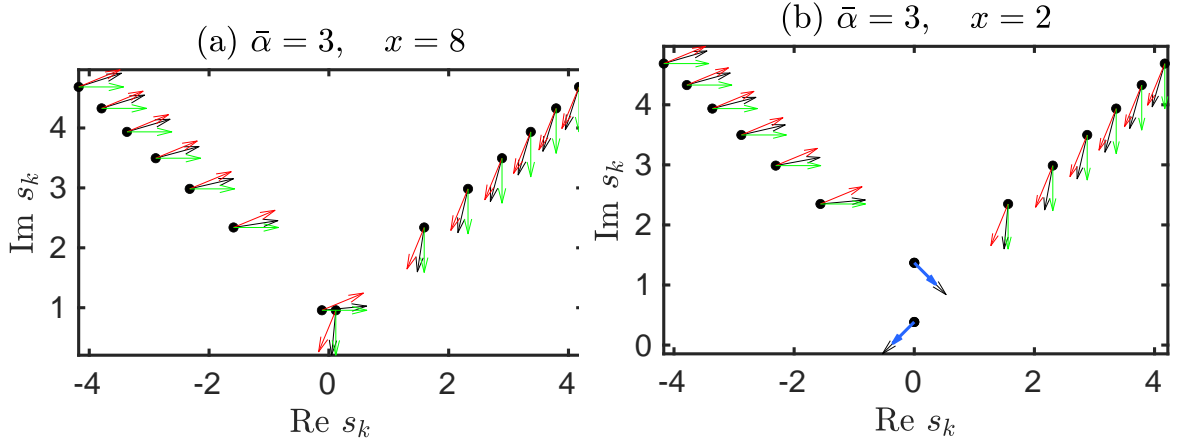 (a) ᾱ = 3, x = 8
4
3
2
1
-4 -2 0 2 4
Im s_k
Re s_k
(b) ᾱ = 3, x = 2
4
3
2
1
0
-4 -2 0 2 4
Im s_k
Re s_k